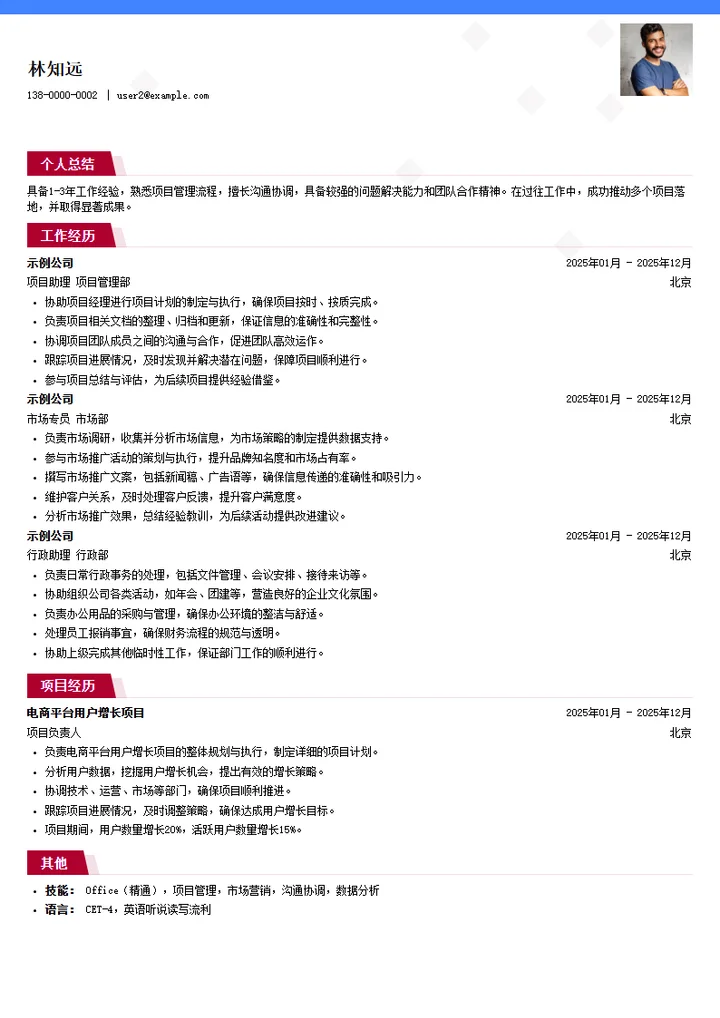 林知远
138-0000-0002 | user2@example.com
个人总结
具备1-3年工作经验，熟悉项目管理流程，擅长沟通协调，具备较强的问题解决能力和团队合作精神。在过往工作中，成功推动多个项目落
地，并取得显著成果。
工作经历
示例公司 2025年01月 - 2025年12月
项目助理 项目管理部 北京
• 协助项目经理进行项目计划的制定与执行，确保项目按时、按质完成。
• 负责项目相关文档的整理、归档和更新，保证信息的准确性和完整性。
• 协调项目团队成员之间的沟通与合作，促进团队高效运作。
• 跟踪项目进展情况，及时发现并解决潜在问题，保障项目顺利进行。
• 参与项目总结与评估，为后续项目提供经验借鉴。
示例公司 2025年01月 - 2025年12月
市场专员 市场部 北京
• 负责市场调研，收集并分析市场信息，为市场策略的制定提供数据支持。
• 参与市场推广活动的策划与执行，提升品牌知名度和市场占有率。
• 撰写市场推广文案，包括新闻稿、广告语等，确保信息传递的准确性和吸引力。
• 维护客户关系，及时处理客户反馈，提升客户满意度。
• 分析市场推广效果，总结经验教训，为后续活动提供改进建议。
示例公司 2025年01月 - 2025年12月
行政助理 行政部 北京
• 负责日常行政事务的处理，包括文件管理、会议安排、接待来访等。
• 协助组织公司各类活动，如年会、团建等，营造良好的企业文化氛围。
• 负责办公用品的采购与管理，确保办公环境的整洁与舒适。
• 处理员工报销事宜，确保财务流程的规范与透明。
• 协助上级完成其他临时性工作，保证部门工作的顺利进行。
项目经历
电商平台用户增长项目 2025年01月 - 2025年12月
项目负责人 北京
• 负责电商平台用户增长项目的整体规划与执行，制定详细的项目计划。
• 分析用户数据，挖掘用户增长机会，提出有效的增长策略。
• 协调技术、运营、市场等部门，确保项目顺利推进。
• 跟踪项目进展情况，及时调整策略，确保达成用户增长目标。
• 项目期间，用户数量增长20%，活跃用户数量增长15%。
其他
• 技能： Office（精通），项目管理，市场营销，沟通协调，数据分析
• 语言： CET-4，英语听说读写流利